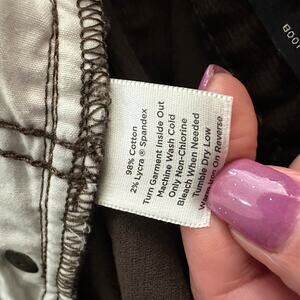 98% Cotton
2% Lycra ® Spandex
Turn Garment Inside Out
Machine Wash Cold
Only Non-Chlorine
Bleach When Needed
Tumble Dry Low
Warm Iron On Reverse